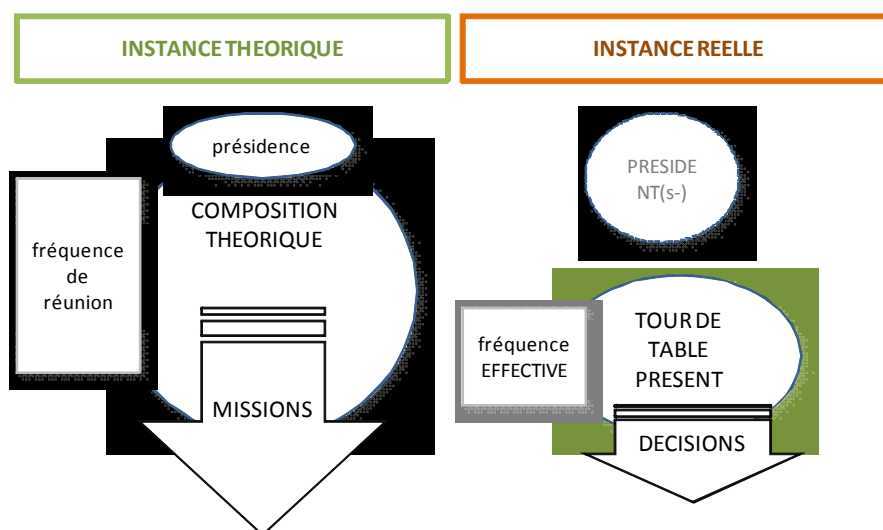 INSTANCE THEORIQUE
INSTANCE REELLE
présidence
COMPOSITION
THEORIQUE
fréquence
de
réunion
MISSIONS
PRESIDE
NT(s-)
fréquence
EFFECTIVE
TOUR DE
TABLE
PRESENT
DECISIONS